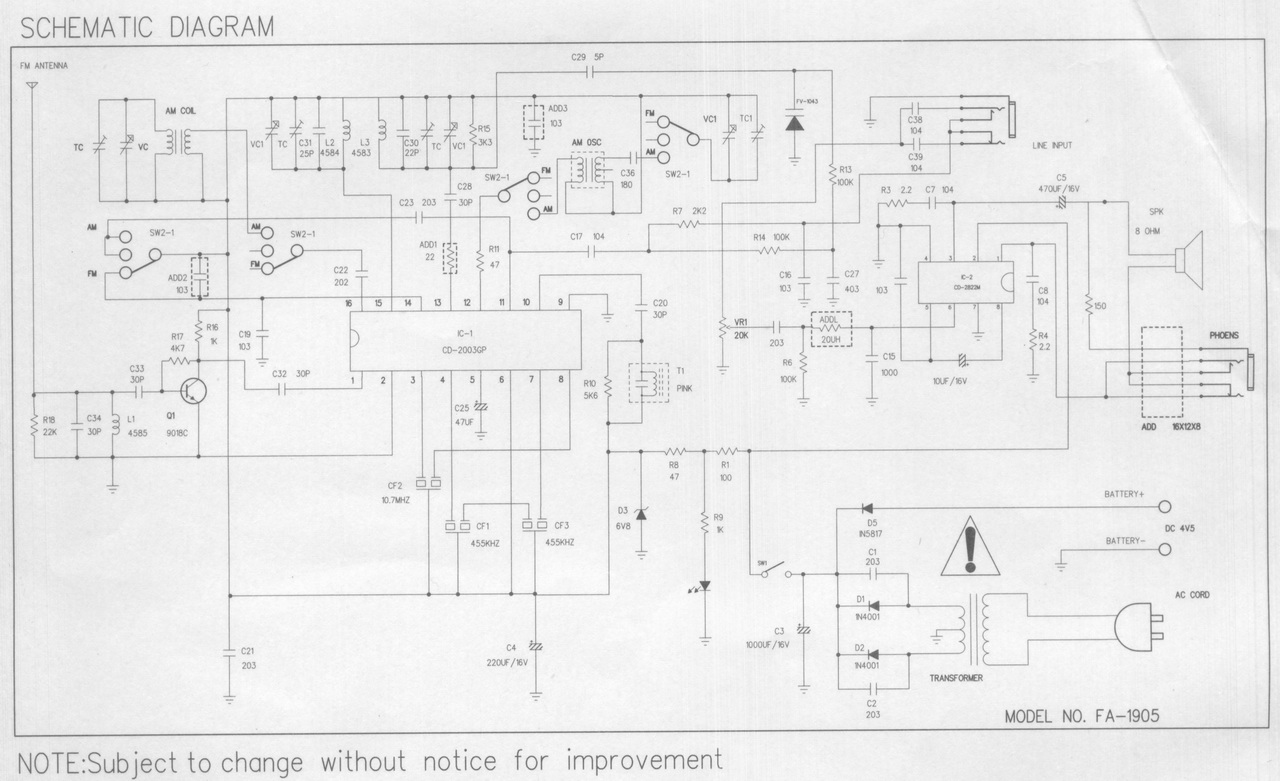 SCHEMATIC DIAGRAM
FM ANTENNA
AM COIL
TC
VC
VC1
TC
C31
25P
L2
4584
L3
4583
C30
22P
TC
VC1
R15
3K3
C29 5P
ADD3
103
AM OSC
C36
180
FM
AM
SW2-1
VC1
TC1
FV-1043
C38
104
C39
104
LINE INPUT
R13
100K
R3 2.2
C7 104
C5
470UF/16V
SPK
8 OHM
AM
FM
SW2-1
ADD2
103
AM
FM
SW2-1
C22
202
C23 203
C28
30P
ADD1
22
SW2-1
FM
AM
R11
47
C17 104
R7 2K2
R14 100K
C16
103
C27
403
103
4 3 2 1
IC-2
CD-2822M
5 6 7 8
C8
104
R4
2.2
150
R17
4K7
R16
1K
C19
103
16 15 14 13 12 11 10 9
IC-1
CD-2003GP
1 2 3 4 5 6 7 8
C20
30P
T1
PINK
R10
5K6
VR1
20K
203
ADDL
20UH
R6
100K
C15
1000
10UF/16V
PHOENS
ADD 16X12X8
R18
22K
C34
30P
L1
4585
C33
30P
Q1
9018C
C32 30P
C25
47UF
CF2
10.7MHZ
CF1
455KHZ
CF3
455KHZ
D3
6V8
R8
47
R1
100
R9
1K
SW1
C3
1000UF/16V
D5
1N5817
C1
203
D1
1N4001
D2
1N4001
C2
203
TRANSFORMER
BATTERY+
DC 4V5
BATTERY-
AC CORD
C21
203
C4
220UF/16V
MODEL NO. FA-1905
NOTE:Subject to change without notice for improvement